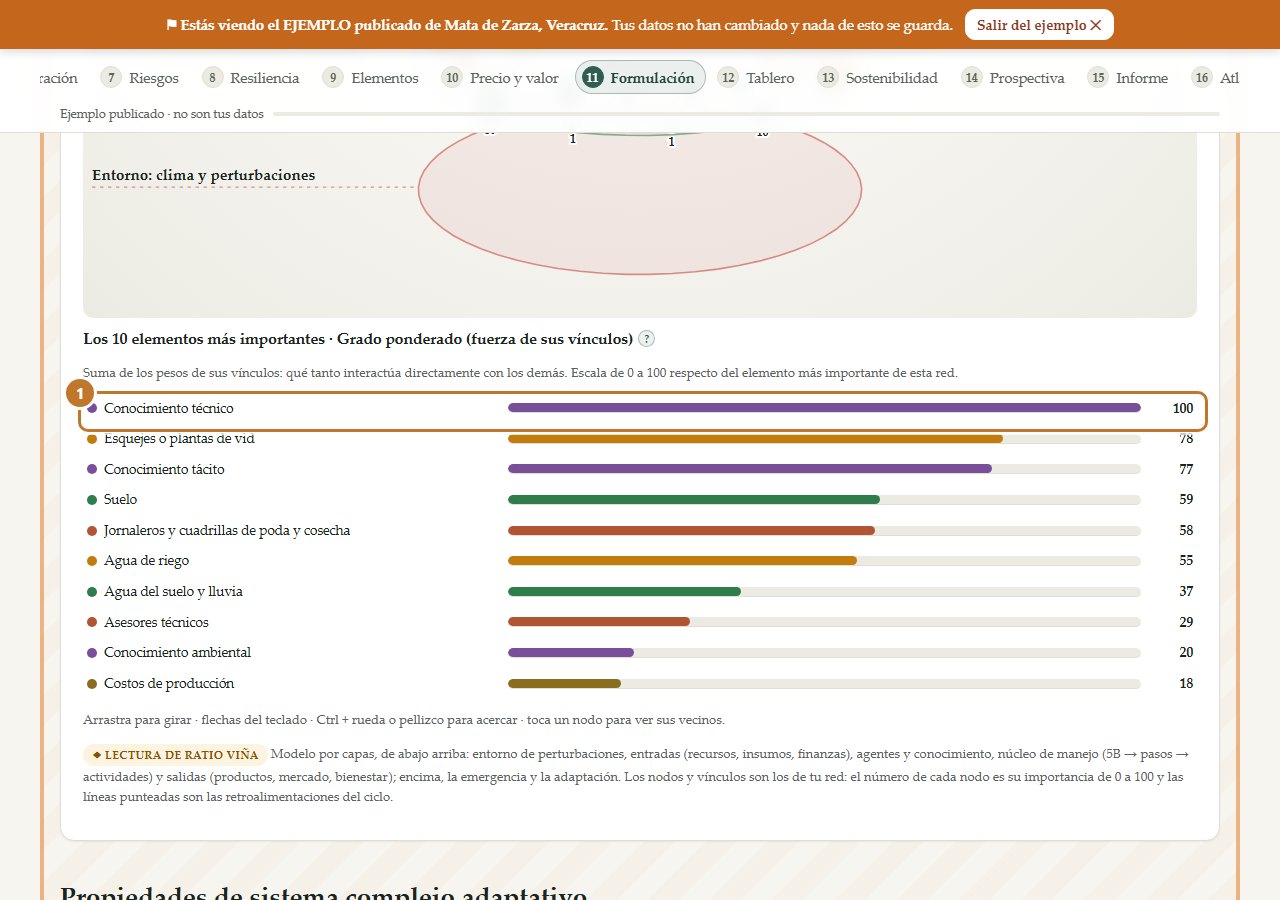 ⚑ Estás viendo el EJEMPLO publicado de Mata de Zarza, Veracruz. Tus datos no han cambiado y nada de esto se guarda. Salir del ejemplo ✕
ración 7 Riesgos 8 Resiliencia 9 Elementos 10 Precio y valor 11 Formulación 12 Tablero 13 Sostenibilidad 14 Prospectiva 15 Informe 16 Atl
Ejemplo publicado · no son tus datos
1 1
Entorno: clima y perturbaciones
Los 10 elementos más importantes · Grado ponderado (fuerza de sus vínculos) ?
Suma de los pesos de sus vínculos: qué tanto interactúa directamente con los demás. Escala de 0 a 100 respecto del elemento más importante de esta red.
1
Conocimiento técnico 100
Esquejes o plantas de vid 78
Conocimiento tácito 77
Suelo 59
Jornaleros y cuadrillas de poda y cosecha 58
Agua de riego 55
Agua del suelo y lluvia 37
Asesores técnicos 29
Conocimiento ambiental 20
Costos de producción 18
Arrastra para girar · flechas del teclado · Ctrl + rueda o pellizco para acercar · toca un nodo para ver sus vecinos.
◆ LECTURA DE RATIO VIÑA Modelo por capas, de abajo arriba: entorno de perturbaciones, entradas (recursos, insumos, finanzas), agentes y conocimiento, núcleo de manejo (5B → pasos →
actividades) y salidas (productos, mercado, bienestar); encima, la emergencia y la adaptación. Los nodos y vínculos son los de tu red: el número de cada nodo es su importancia de 0 a 100 y las
líneas punteadas son las retroalimentaciones del ciclo.
Propiedades de sistema complejo adaptativo